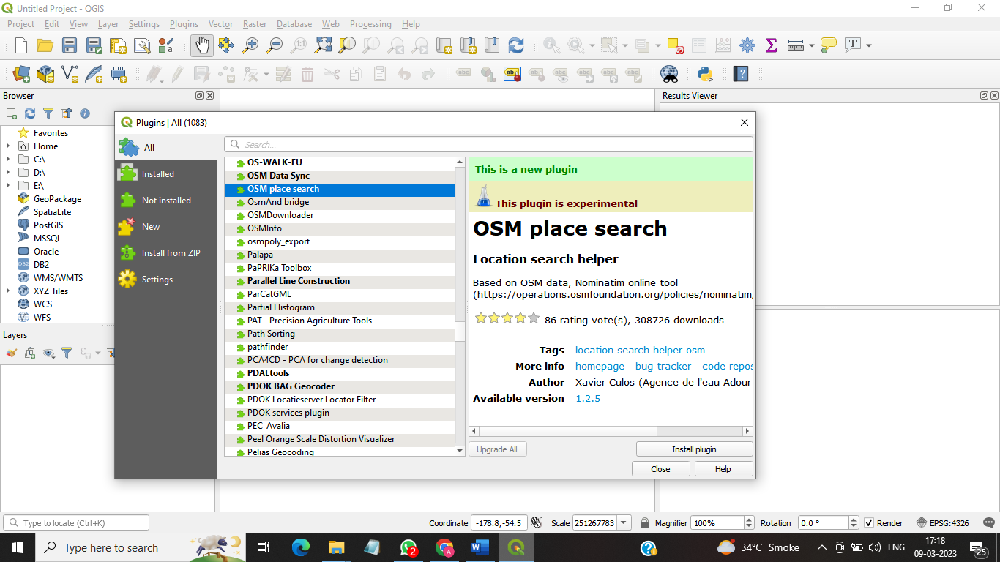 Untitled Project - QGIS
Project Edit View Layer Settings Plugins Vector Raster Database Web Processing Help
Browser
Results Viewer
Plugins | All (1083)
Favorites
Home
C:\
D:\
E:\
GeoPackage
SpatiaLite
PostGIS
MSSQL
Oracle
DB2
WMS/WMTS
XYZ Tiles
WCS
WFS
Layers
All
Installed
Not installed
New
Install from ZIP
Settings
Search...
OS-WALK-EU
OSM Data Sync
OSM place search
OsmAnd bridge
OSMDownloader
OSMInfo
osmpoly_export
Palapa
PaPRIKa Toolbox
Parallel Line Construction
ParCatGML
Partial Histogram
PAT - Precision Agriculture Tools
Path Sorting
pathfinder
PCA4CD - PCA for change detection
PDALtools
PDOK BAG Geocoder
PDOK Locatieserver Locator Filter
PDOK services plugin
PEC_Avalia
Peel Orange Scale Distortion Visualizer
Pelias Geocoding
This is a new plugin
This plugin is experimental
OSM place search
Location search helper
Based on OSM data, Nominatim online tool
(https://operations.osmfoundation.org/policies/nominatim,
86 rating vote(s), 308726 downloads
Tags location search helper osm
More info homepage bug tracker code repos
Author Xavier Culos (Agence de l'eau Adour
Available version 1.2.5
Upgrade All
Install plugin
Close
Help
Type to locate (Ctrl+K)
Coordinate -178.8,-54.5
Scale 251267783
Magnifier 100%
Rotation 0.0 °
Render
EPSG:4326
Type here to search
2
34°C Smoke
ENG
17:18
09-03-2023
25